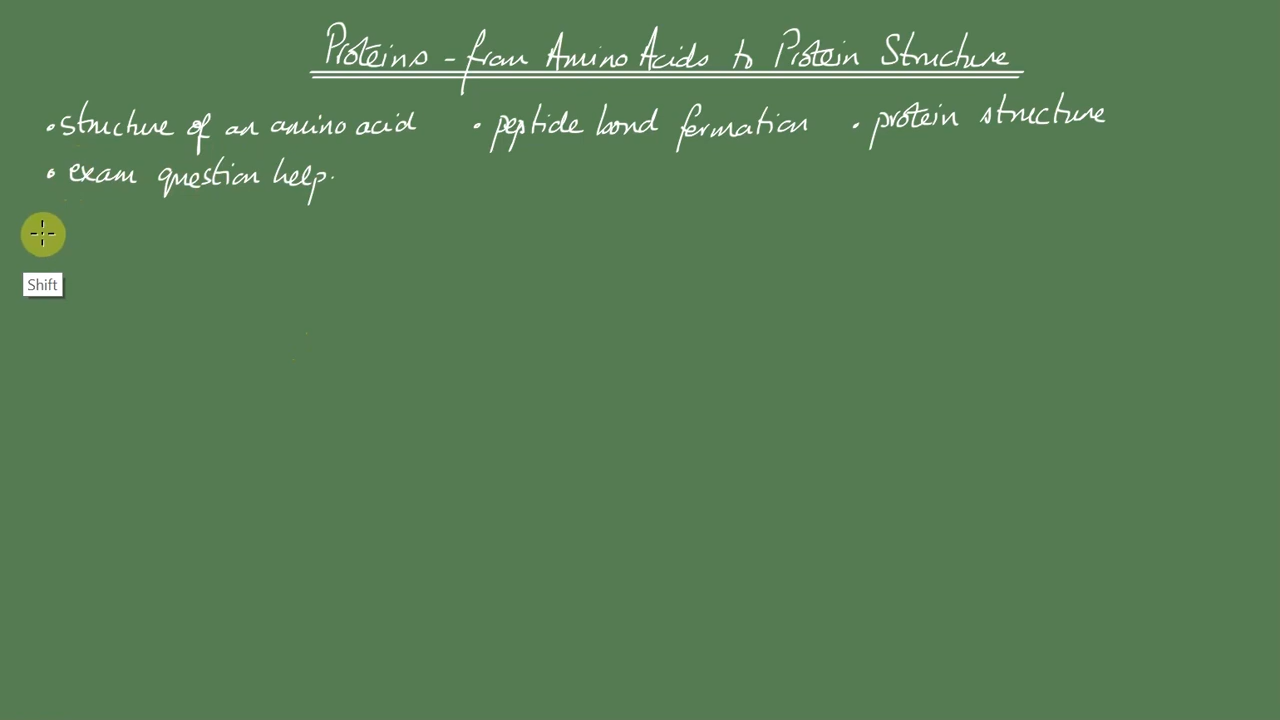 Proteins - from Amino Acids to Protein Structure
• structure of an amino acid • peptide bond formation • protein structure
• exam question help.
Shift